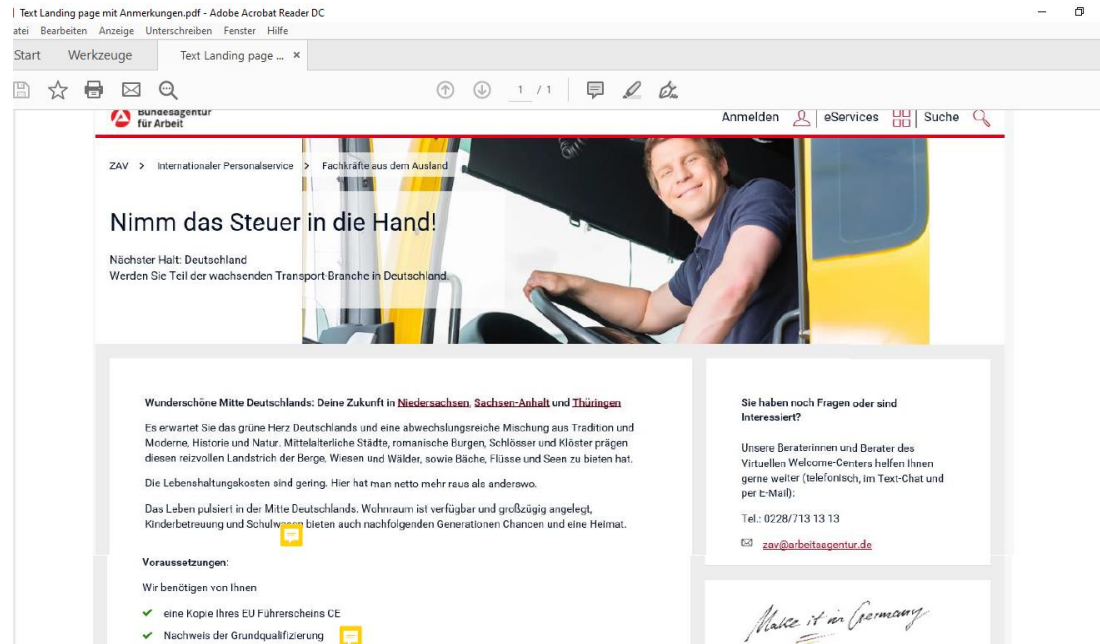 Text Landing page mit Anmerkungen.pdf - Adobe Acrobat Reader DC
atei Bearbeiten Anzeige Unterschreiben Fenster Hilfe
Start Werkzeuge Text Landing page ... ×
1 / 1
Bundesagentur
für Arbeit
Anmelden eServices Suche
ZAV > Internationaler Personalservice > Fachkräfte aus dem Ausland
Nimm das Steuer in die Hand!
Nächster Halt: Deutschland
Werden Sie Teil der wachsenden Transport-Branche in Deutschland.
Wunderschöne Mitte Deutschlands: Deine Zukunft in Niedersachsen, Sachsen-Anhalt und Thüringen
Es erwartet Sie das grüne Herz Deutschlands und eine abwechslungsreiche Mischung aus Tradition und
Moderne, Historie und Natur. Mittelalterliche Städte, romanische Burgen, Schlösser und Klöster prägen
diesen reizvollen Landstrich der Berge, Wiesen und Wälder, sowie Bäche, Flüsse und Seen zu bieten hat.
Die Lebenshaltungskosten sind gering. Hier hat man netto mehr raus als anderswo.
Das Leben pulsiert in der Mitte Deutschlands. Wohnraum ist verfügbar und großzügig angelegt,
Kinderbetreuung und Schulwesen bieten auch nachfolgenden Generationen Chancen und eine Heimat.
Voraussetzungen:
Wir benötigen von Ihnen
eine Kopie Ihres EU Führerscheins CE
Nachweis der Grundqualifizierung
Sie haben noch Fragen oder sind
Interessiert?
Unsere Beraterinnen und Berater des
Virtuellen Welcome-Centers helfen Ihnen
gerne weiter (telefonisch, im Text-Chat und
per E-Mail):
Tel.: 0228/713 13 13
zav@arbeitsagentur.de
Make it in Germany